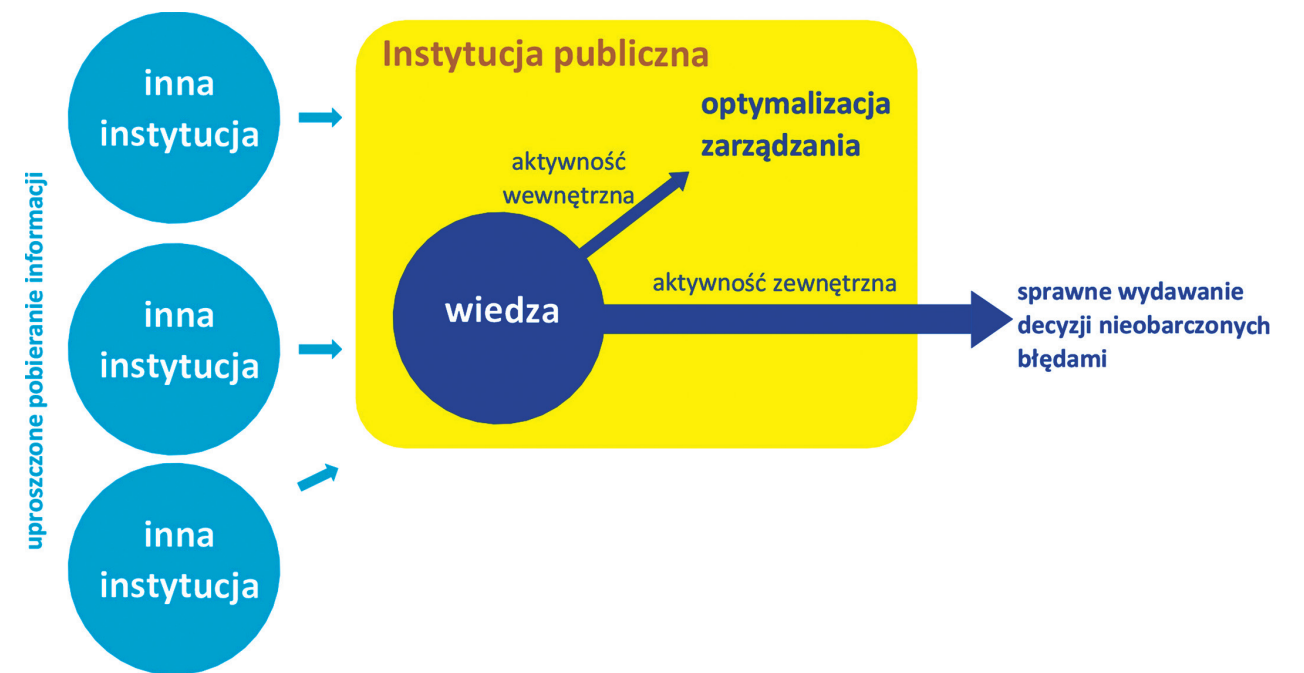 uproszczone pobieranie informacji
inna
instytucja
inna
instytucja
inna
instytucja
Instytucja publiczna
optymalizacja
zarządzania
aktywność
wewnętrzna
wiedza
aktywność zewnętrzna
sprawne wydawanie
decyzji nieobarczonych
błędami